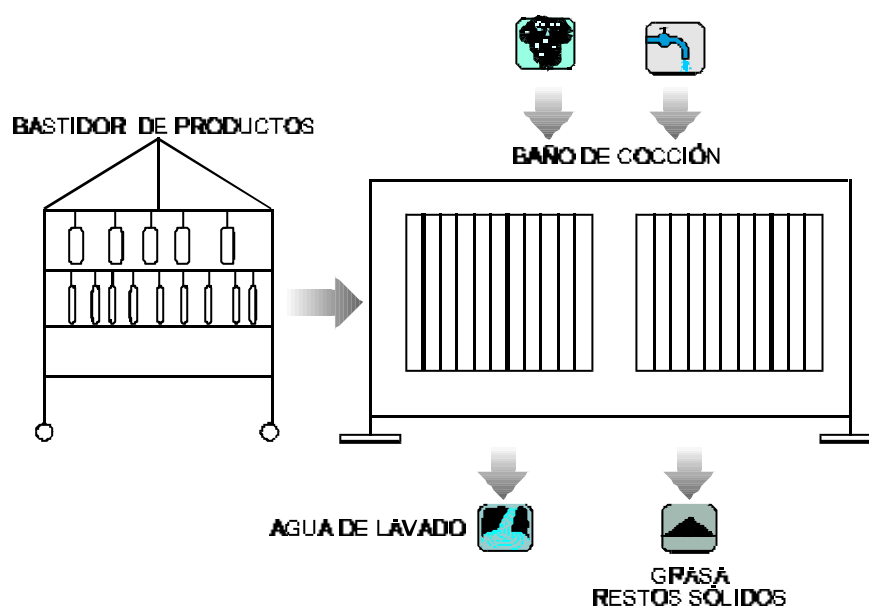 BASTIDOR DE PRODUCTOS
BAÑO DE COCCIÓN
AGUA DE LAVADO
GRASA
RESTOS SÓLIDOS